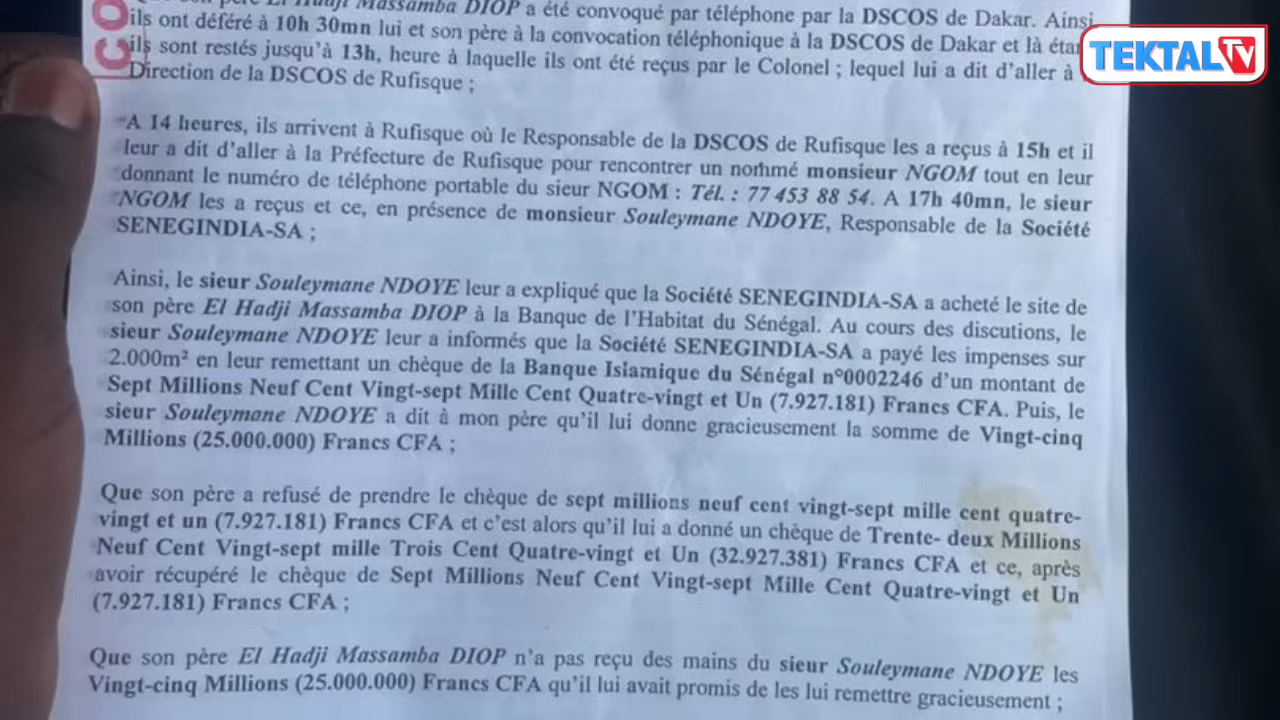 son père El Hadji Massamba DIOP a été convoqué par téléphone par la DSCOS de Dakar. Ainsi
ils ont déféré à 10h 30mn lui et son père à la convocation téléphonique à la DSCOS de Dakar et là étan
ils sont restés jusqu'à 13h, heure à laquelle ils ont été reçus par le Colonel ; lequel lui a dit d'aller à
Direction de la DSCOS de Rufisque ;
CO
TEKTAL TV
A 14 heures, ils arrivent à Rufisque où le Responsable de la DSCOS de Rufisque les a reçus à 15h et il
leur a dit d'aller à la Préfecture de Rufisque pour rencontrer un nommé monsieur NGOM tout en leur
donnant le numéro de téléphone portable du sieur NGOM : Tél. : 77 453 88 54. A 17h 40mn, le sieur
NGOM les a reçus et ce, en présence de monsieur Souleymane NDOYE, Responsable de la Société
SENEGINDIA-SA ;
Ainsi, le sieur Souleymane NDOYE leur a expliqué que la Société SENEGINDIA-SA a acheté le site de
son père El Hadji Massamba DIOP à la Banque de l'Habitat du Sénégal. Au cours des discutions, le
sieur Souleymane NDOYE leur a informés que la Société SENEGINDIA-SA a payé les impenses sur
2.000m² en leur remettant un chèque de la Banque Islamique du Sénégal n°0002246 d'un montant de
Sept Millions Neuf Cent Vingt-sept Mille Cent Quatre-vingt et Un (7.927.181) Francs CFA. Puis, le
sieur Souleymane NDOYE a dit à mon père qu'il lui donne gracieusement la somme de Vingt-cinq
Millions (25.000.000) Francs CFA ;
Que son père a refusé de prendre le chèque de sept millions neuf cent vingt-sept mille cent quatre-
vingt et un (7.927.181) Francs CFA et c'est alors qu'il lui a donné un chèque de Trente- deux Millions
Neuf Cent Vingt-sept mille Trois Cent Quatre-vingt et Un (32.927.381) Francs CFA et ce, après
avoir récupéré le chèque de Sept Millions Neuf Cent Vingt-sept Mille Cent Quatre-vingt et Un
(7.927.181) Francs CFA ;
Que son père El Hadji Massamba DIOP n'a pas reçu des mains du sieur Souleymane NDOYE les
Vingt-cinq Millions (25.000.000) Francs CFA qu'il lui avait promis de les lui remettre gracieusement ;